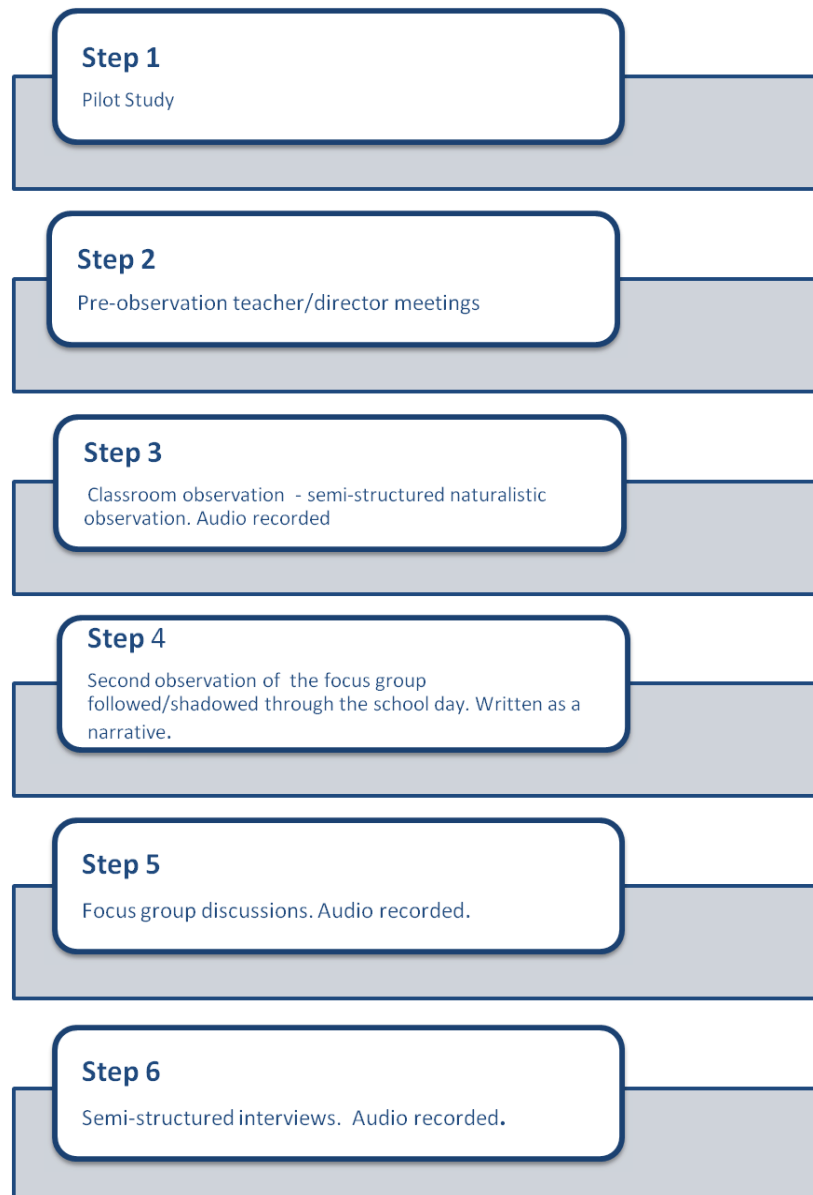 Step 1
Pilot Study
Step 2
Pre-observation teacher/director meetings
Step 3
Classroom observation  - semi-structured naturalistic
observation. Audio recorded
Step 4
Second observation of  the focus group
followed/shadowed through the school day. Written as a
narrative.
Step 5
Focus group discussions. Audio recorded.
Step 6
Semi-structured interviews.  Audio recorded.